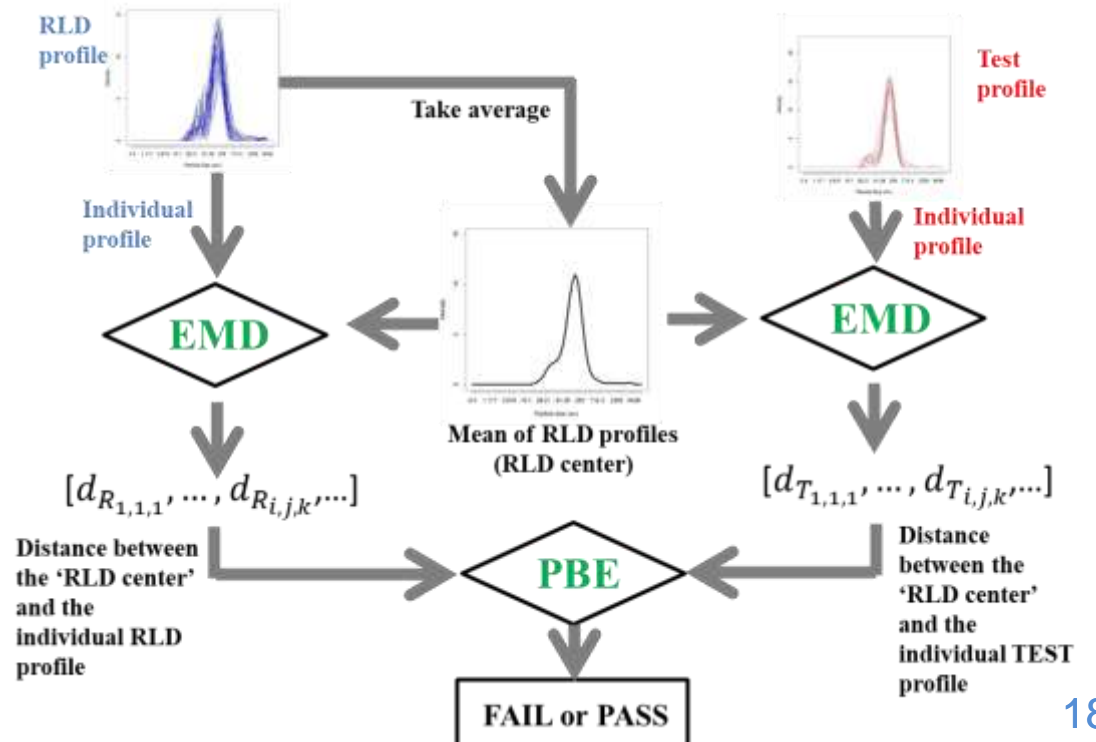 RLD
profile
Test
profile
Take average
Individual
profile
Individual
profile
EMD
EMD
Mean of RLD profiles
(RLD center)
[d_{R_{1,1,1}}, … , d_{R_{i,j,k}},…]
[d_{T_{1,1,1}}, … , d_{T_{i,j,k}},…]
Distance between
the ‘RLD center’
and the
individual RLD
profile
PBE
Distance
between the
‘RLD center’
and the
individual TEST
profile
FAIL or PASS
18